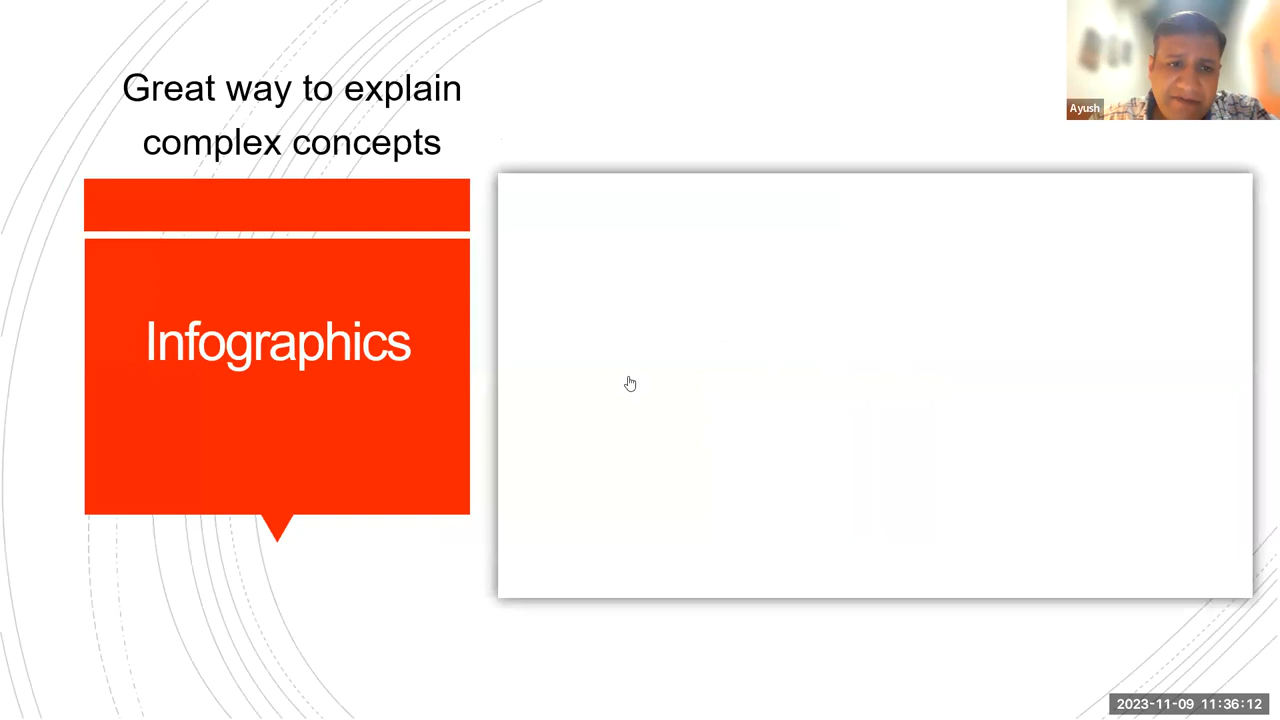 Great way to explain
complex concepts
Ayush
Infographics
2023-11-09 11:36:12